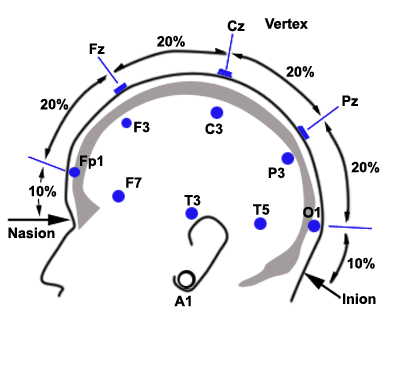 Cz
Vertex
Fz
20%
20%
Pz
20%
20%
F3
C3
Fp1
P3
10%
F7
T3
T5
O1
Nasion
10%
A1
Inion